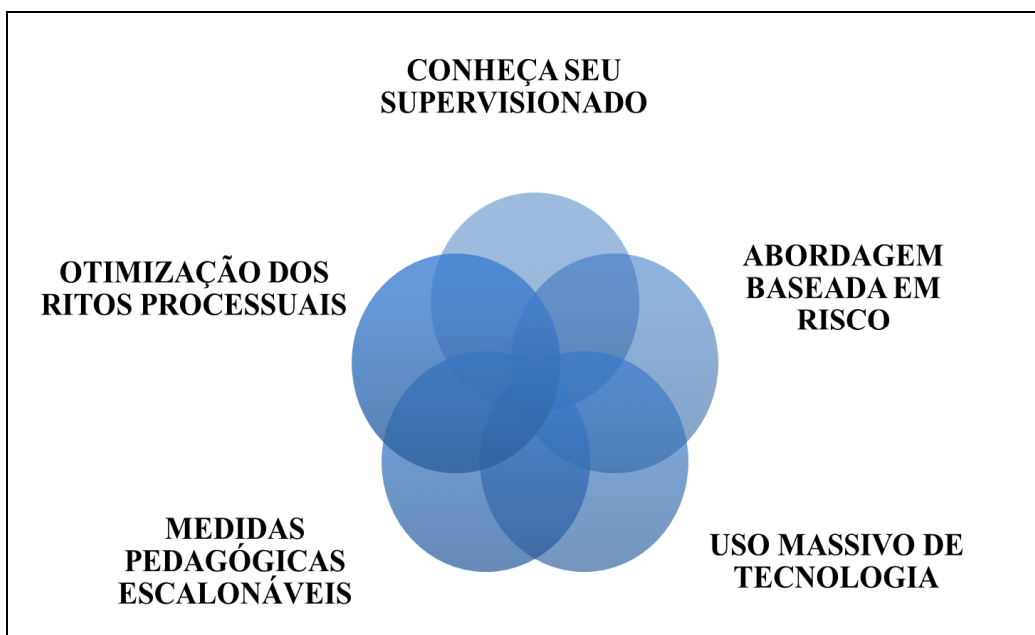 CONHEÇA SEU
SUPERVISIONADO
ABORDAGEM
BASEADA EM
RISCO
USO MASSIVO DE
TECNOLOGIA
MEDIDAS
PEDAGÓGICAS
ESCALONÁVEIS
OTIMIZAÇÃO DOS
RITOS PROCESSUAIS